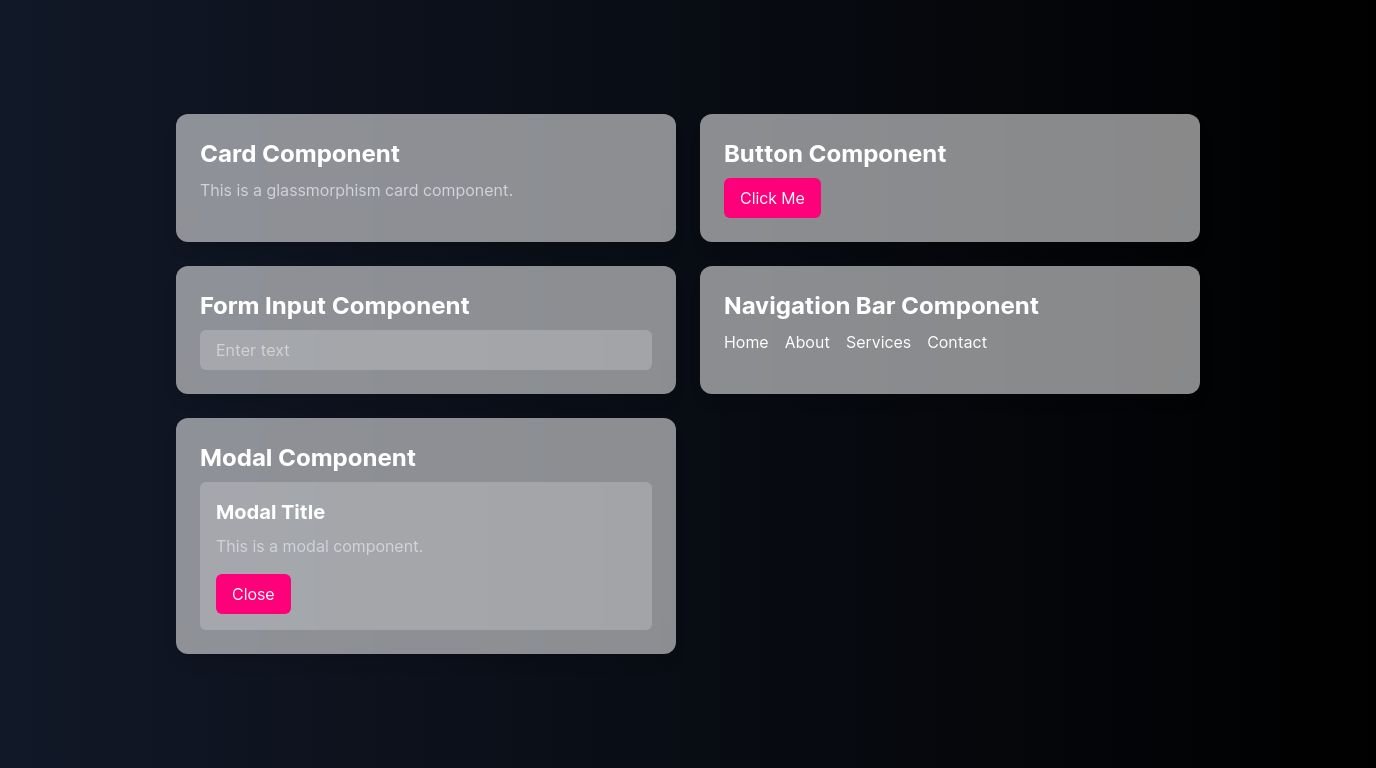 Card Component
This is a glassmorphism card component.
Button Component
Click Me
Form Input Component
Enter text
Navigation Bar Component
Home About Services Contact
Modal Component
Modal Title
This is a modal component.
Close